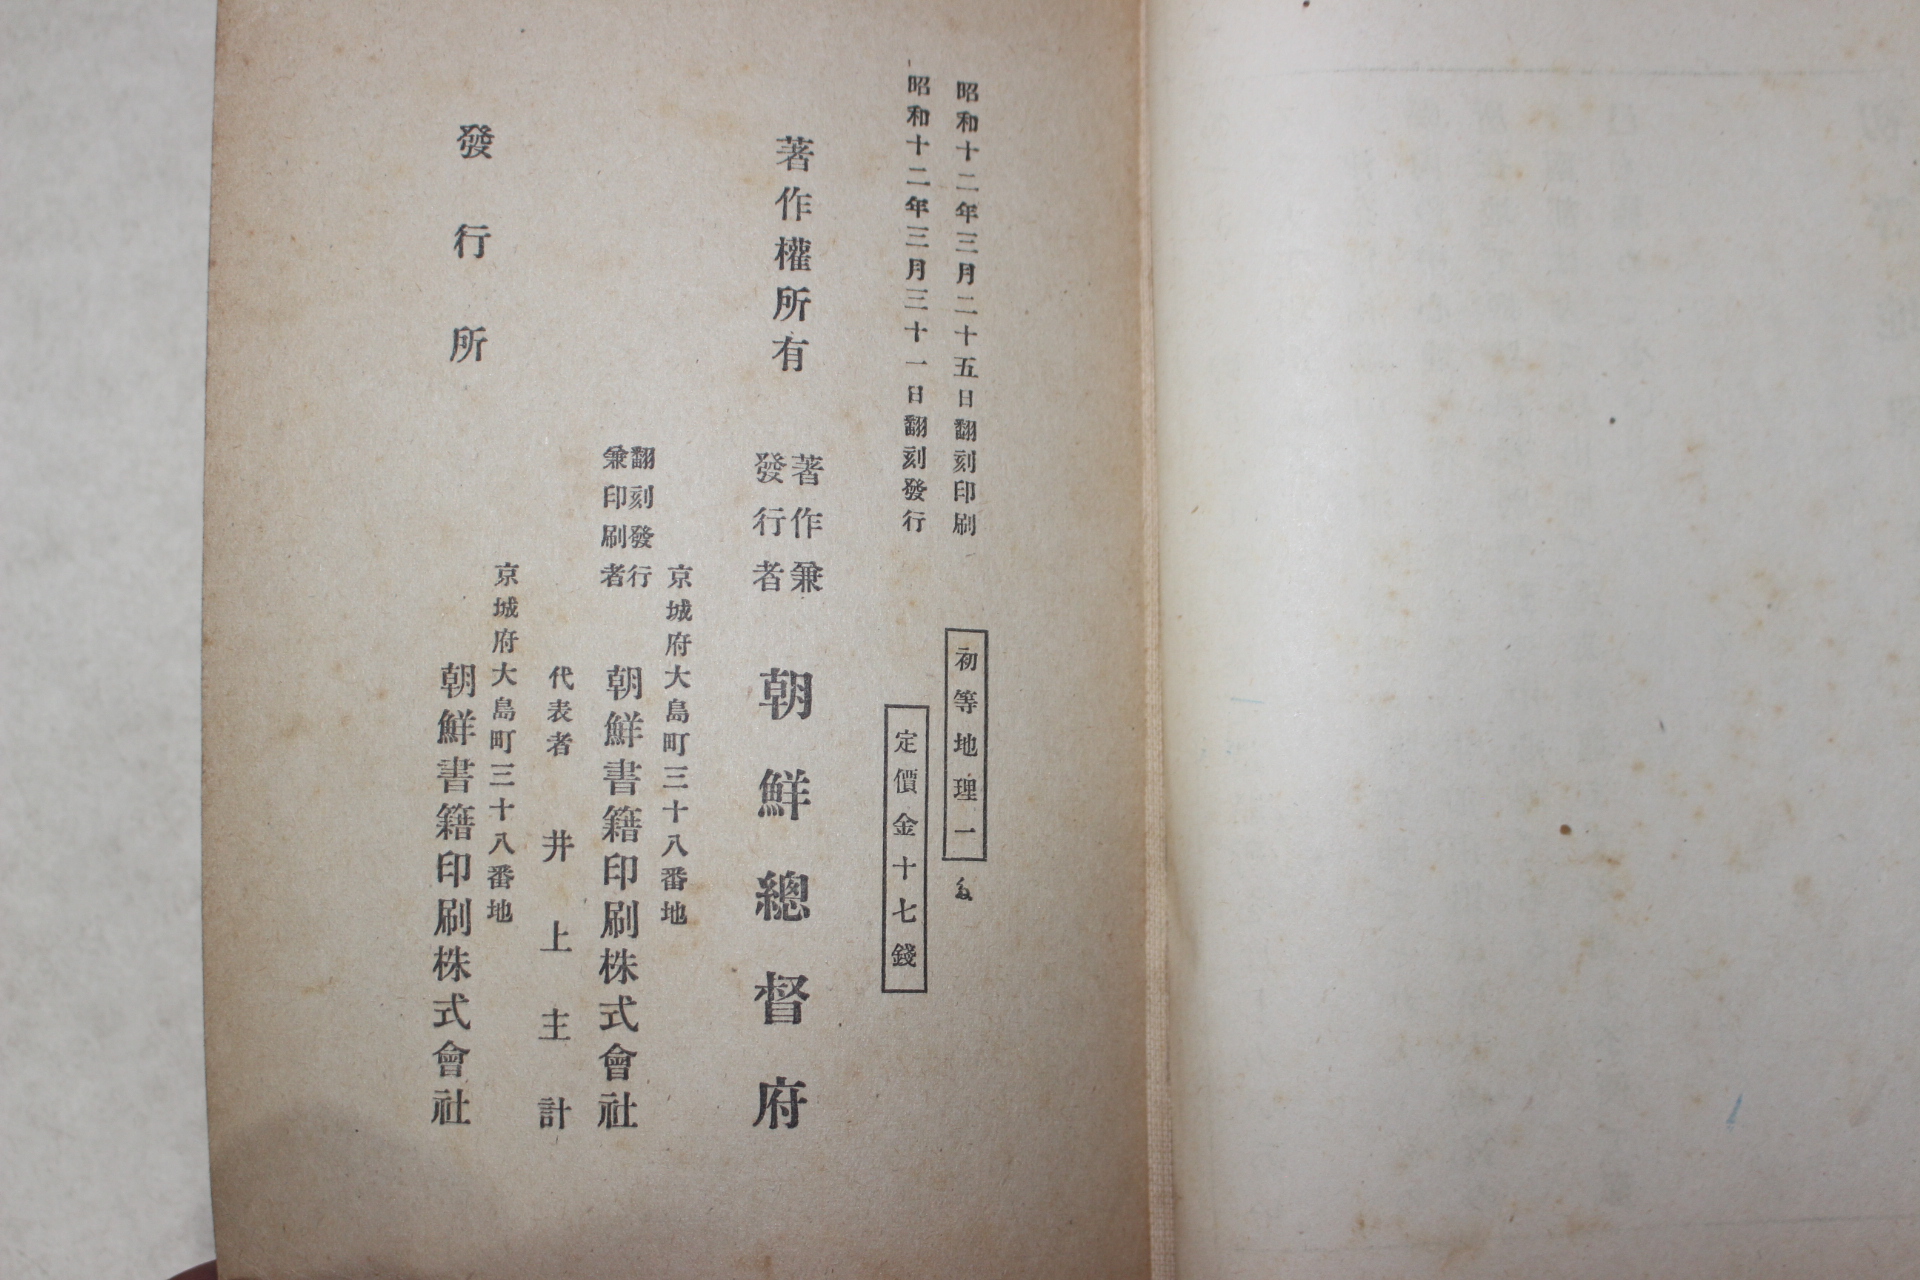 昭和十二年三月二十五日翻刻印刷
昭和十二年三月三十一日翻刻發行
初等地理一
定價金十七錢
著作權所有
著作兼
發行者
朝鮮總督府
京城府大島町三十八番地
翻刻發行
兼印刷者
朝鮮書籍印刷株式會社
代表者 井上主計
京城府大島町三十八番地
發行所
朝鮮書籍印刷株式會社